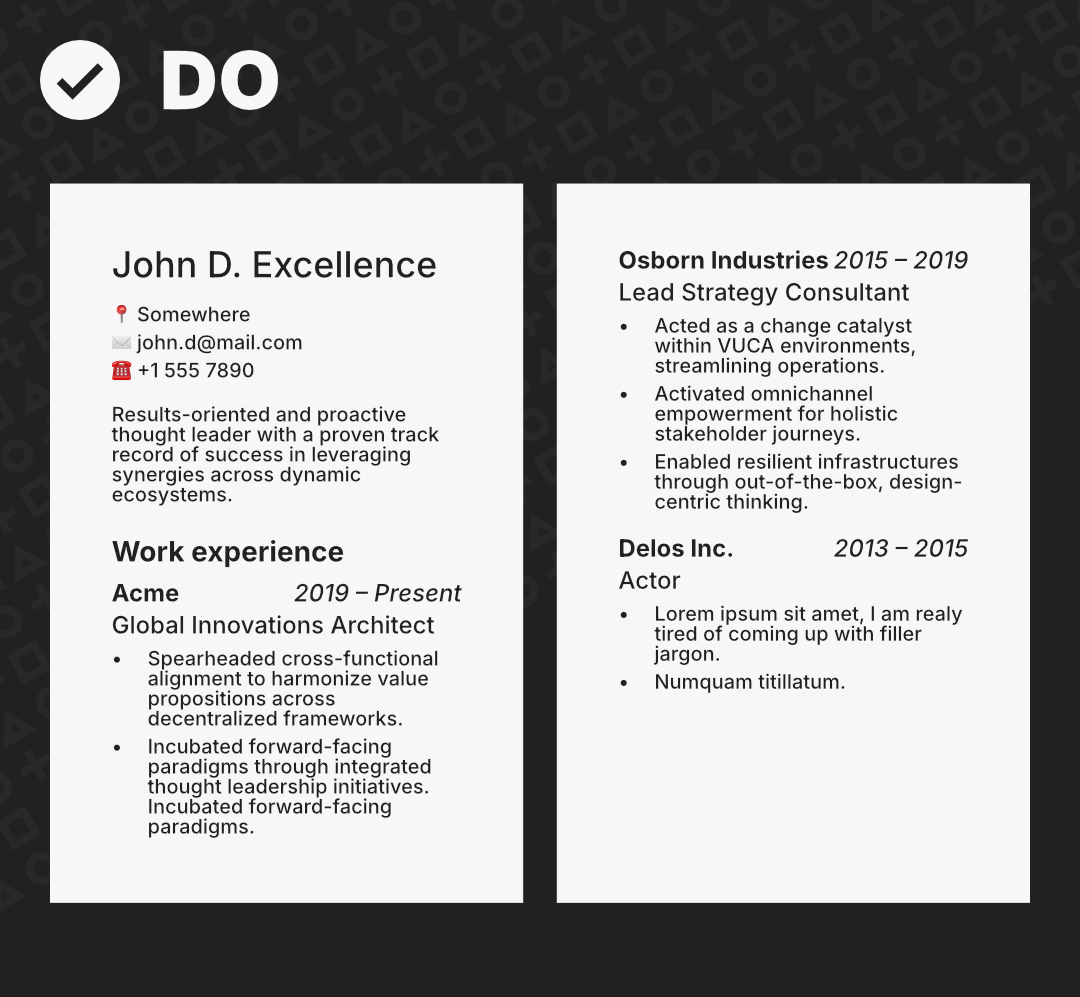 DO
John D. Excellence
📍 Somewhere
✉️ john.d@mail.com
☎️ +1 555 7890
Results-oriented and proactive
thought leader with a proven track
record of success in leveraging
synergies across dynamic
ecosystems.
Work experience
Acme 2019 – Present
Global Innovations Architect
• Spearheaded cross-functional
alignment to harmonize value
propositions across
decentralized frameworks.
• Incubated forward-facing
paradigms through integrated
thought leadership initiatives.
Incubated forward-facing
paradigms.
Osborn Industries 2015 – 2019
Lead Strategy Consultant
• Acted as a change catalyst
within VUCA environments,
streamlining operations.
• Activated omnichannel
empowerment for holistic
stakeholder journeys.
• Enabled resilient infrastructures
through out-of-the-box, design-
centric thinking.
Delos Inc. 2013 – 2015
Actor
• Lorem ipsum sit amet, I am realy
tired of coming up with filler
jargon.
• Numquam titillatum.